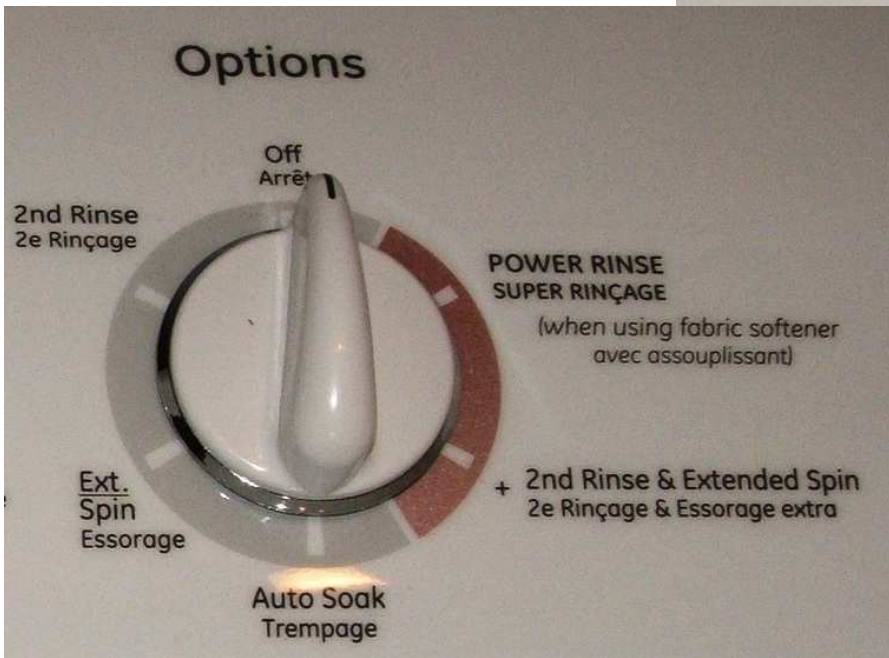 Options
Off
Arrêt
2nd Rinse
2e Rinçage
POWER RINSE
SUPER RINÇAGE
(when using fabric softener
avec assouplissant)
+ 2nd Rinse & Extended Spin
2e Rinçage & Essorage extra
Ext.
Spin
Essorage
Auto Soak
Trempage